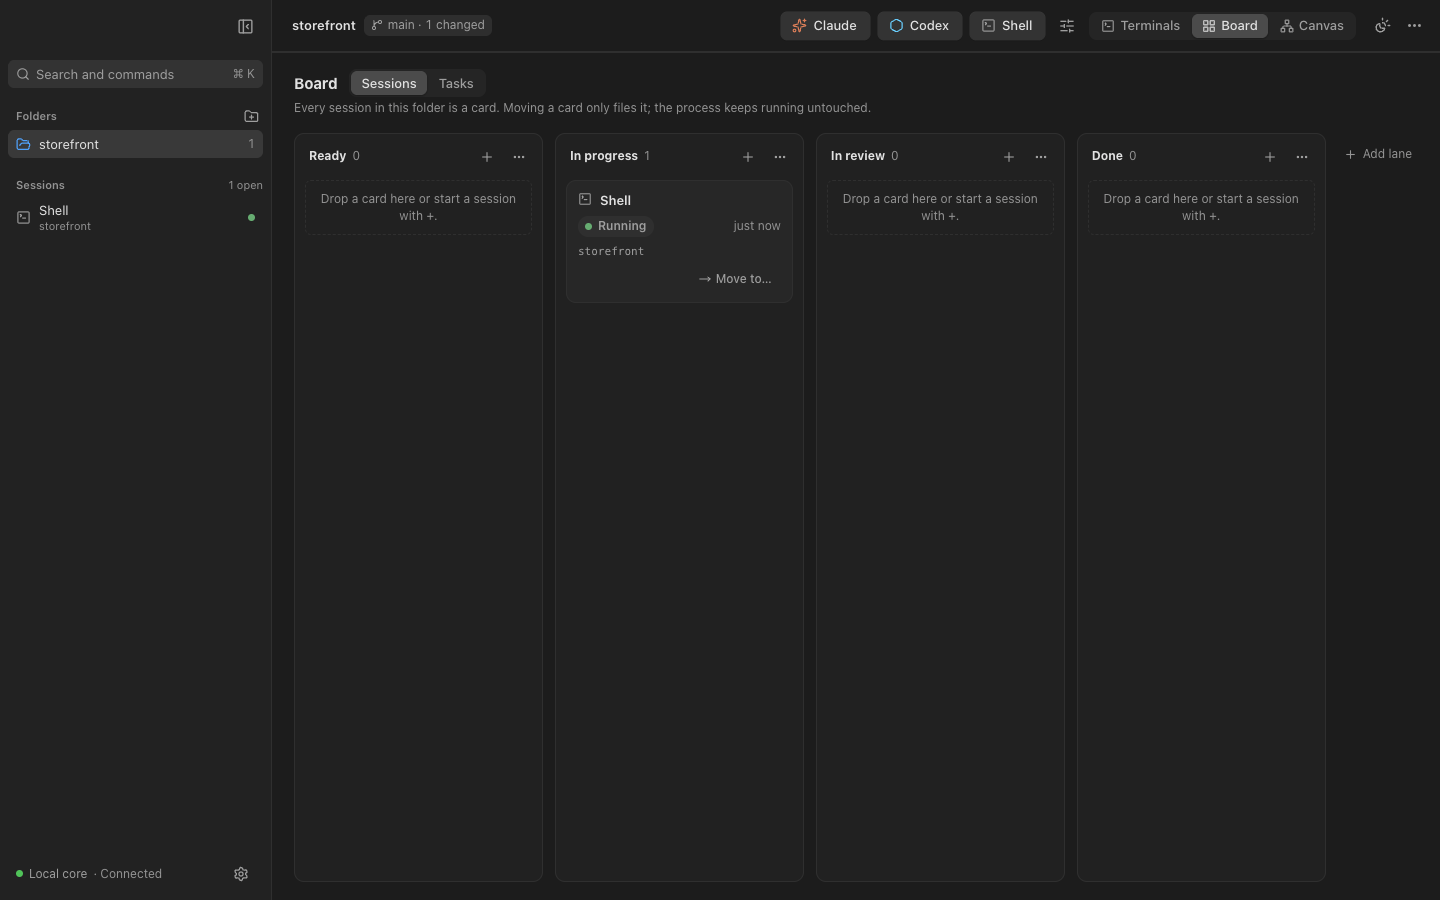 storefront
main · 1 changed
Claude
Codex
Shell
Terminals
Board
Canvas
Search and commands
⌘ K
Folders
storefront
1
Sessions
1 open
Shell
storefront
Board
Sessions
Tasks
Every session in this folder is a card. Moving a card only files it; the process keeps running untouched.
Ready 0
Drop a card here or start a session
with +.
In progress 1
Shell
Running
just now
storefront
→ Move to...
In review 0
Drop a card here or start a session
with +.
Done 0
Drop a card here or start a session
with +.
+ Add lane
Local core · Connected